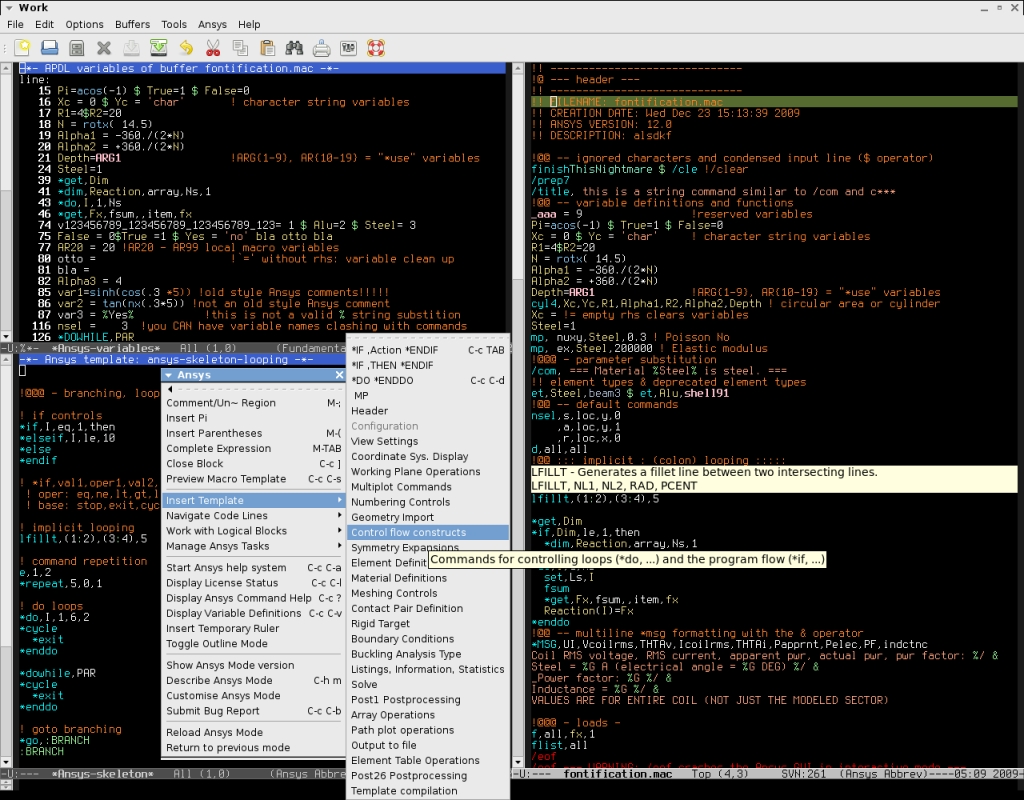 Work
File Edit Options Buffers Tools Ansys Help
-*- APDL variables of buffer fontification.mac -*-
line:
15 Pi=acos(-1) $ True=1 $ False=0
16 Xc = 0 $ Yc = 'char' ! character string variables
17 R1=4$R2=20
18 N = rotx( 14.5)
19 Alpha1 = -360./(2*N)
20 Alpha2 = +360./(2*N)
21 Depth=ARG1 !ARG(1-9), AR(10-19) = "*use" variables
24 Steel=1
39 *get,Dim
41 *dim,Reaction,array,Ns,1
43 *do,I,1,Ns
46 *get,Fx,fsum,,item,fx
74 v123456789_123456789_123456789_123= 1 $ Alu=2 $ Steel= 3
75 False = 0$True =1 $ Yes = 'no' bla otto bla
77 AR20 = 20 !AR20 - AR99 local macro variables
80 otto = !`=' without rhs: variable clean up
81 bla =
82 Alpha3 = 4
85 var1=sinh(cos(.3 *5)) !old style Ansys comments!!!!!
86 var2 = tan(nx(.3*5)) !not an old style Ansys comment
87 var3 = %Yes% !this is not a valid % string substition
116 nsel = 3 !you CAN have variable names clashing with commands
126 *DOWHILE,PAR
-U:%*- *Ansys-variables* All (1,0) (Fundamenta
-*- Ansys template: ansys-skeleton-looping -*-
!@@@ - branching, loop
! if controls
*if,I,eq,1,then
*elseif,I,le,10
*else
*endif
! *if,val1,oper1,val2,
! oper: eq,ne,lt,gt,l
! base: stop,exit,cyc
! implicit looping
lfillt,(1:2),(3:4),5
! command repetition
e,1,2
*repeat,5,0,1
! do loops
*do,I,1,6,2
*cycle
*exit
*enddo
*dowhile,PAR
*cycle
*exit
*enddo
! goto branching
*go,:BRANCH
:BRANCH
-U:--- *Ansys-skeleton* All (1,0) (Ansys Abbre
Ansys
Comment/Un~ Region M-;
Insert Pi
Insert Parentheses M-(
Complete Expression M-TAB
Close Block C-c ]
Preview Macro Template C-c C-s
Insert Template
Navigate Code Lines
Work with Logical Blocks
Manage Ansys Tasks
Start Ansys help system C-c C-a
Display License Status C-c C-l
Display Ansys Command Help C-c ?
Display Variable Definitions C-c C-v
Insert Temporary Ruler
Toggle Outline Mode
Show Ansys Mode version
Describe Ansys Mode C-h m
Customise Ansys Mode
Submit Bug Report C-c C-b
Reload Ansys Mode
Return to previous mode
*IF ,Action *ENDIF C-c TAB
*IF ,THEN *ENDIF
*DO *ENDDO C-c C-d
MP
Header
Configuration
View Settings
Coordinate Sys. Display
Working Plane Operations
Multiplot Commands
Numbering Controls
Geometry Import
Control flow constructs
Symmetry Expansions
Element Defini
Material Definitions
Meshing Controls
Contact Pair Definition
Rigid Target
Boundary Conditions
Buckling Analysis Type
Listings, Information, Statistics
Solve
Post1 Postprocessing
Array Operations
Path plot operations
Output to file
Element Table Operations
Post26 Postprocessing
Template compilation
Commands for controlling loops (*do, ...) and the program flow (*if, ...)
!! ------------------------------
!@ --- header ---
!! ------------------------------
!! FILENAME: fontification.mac
!! CREATION DATE: Wed Dec 23 15:13:39 2009
!! ANSYS VERSION: 12.0
!! DESCRIPTION: alsdkf
!@@ -- ignored characters and condensed input line ($ operator)
finishThisNightmare $ /cle !/clear
/prep7
/title, this is a string command similar to /com and c***
!@@ -- variable definitions and functions
_aaa = 9 !reserved variables
Pi=acos(-1) $ True=1 $ False=0
Xc = 0 $ Yc = 'char' ! character string variables
R1=4$R2=20
N = rotx( 14.5)
Alpha1 = -360./(2*N)
Alpha2 = +360./(2*N)
Depth=ARG1 !ARG(1-9), AR(10-19) = "*use" variables
cyl4,Xc,Yc,R1,Alpha1,R2,Alpha2,Depth ! circular area or cylinder
Xc = != empty rhs clears variables
Steel=1
mp, nuxy,Steel,0.3 ! Poisson No
mp, ex,Steel,200000 ! Elastic modulus
!@@@ -- parameter substitution
/com, === Material %Steel% is steel. ===
!! element types & deprecated element types
et,Steel,beam3 $ et,Alu,shell91
!@@ -- default commands
nsel,s,loc,y,0
,a,loc,y,1
,r,loc,x,0
d,all,all
!@@ ::: implicit : (colon) looping :::::
LFILLT - Generates a fillet line between two intersecting lines.
LFILLT, NL1, NL2, RAD, PCENT
lfillt,(1:2),(3:4),5
*get,Dim
*if,Dim,le,1,then
*dim,Reaction,array,Ns,1
set,Ls,I
fsum
*get,Fx,fsum,,item,fx
Reaction(I)=Fx
*enddo
!@@ -- multiline *msg formatting with the & operator
*MSG,UI,Vcoilrms,THTAv,Icoilrms,THTAi,Papprnt,Pelec,PF,indctnc
Coil RMS voltage, RMS current, apparent pwr, actual pwr, pwr factor: %/ &
Steel = %G A (electrical angle = %G DEG) %/ &
_Power factor: %G %/ &
Inductance = %G %/ &
VALUES ARE FOR ENTIRE COIL (NOT JUST THE MODELED SECTOR)
!@@@ - loads -
f,all,fx,1
flist,all
/eof
-U:--- fontification.mac Top (4,3) SVN:261 (Ansys Abbrev)----05:09 2009-